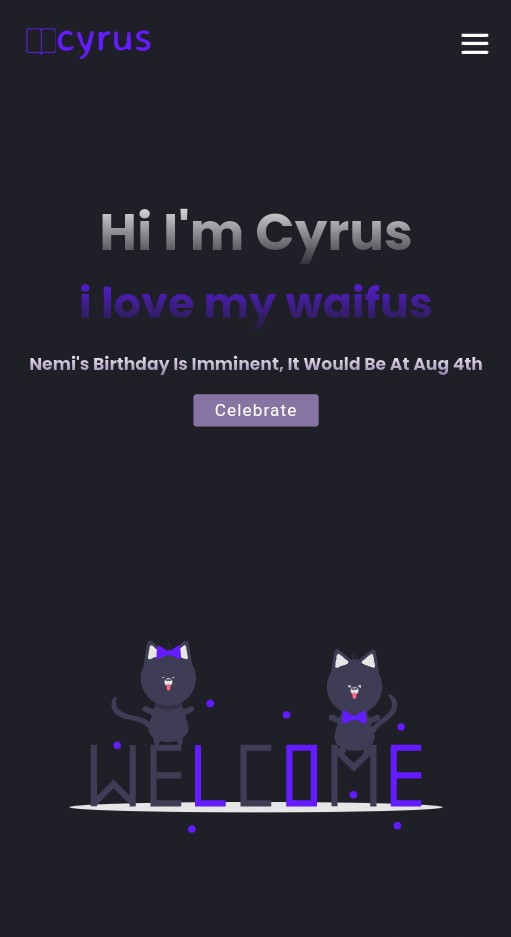 cyrus
Hi I'm Cyrus
i love my waifus
Nemi's Birthday Is Imminent, It Would Be At Aug 4th
Celebrate
WELCOME